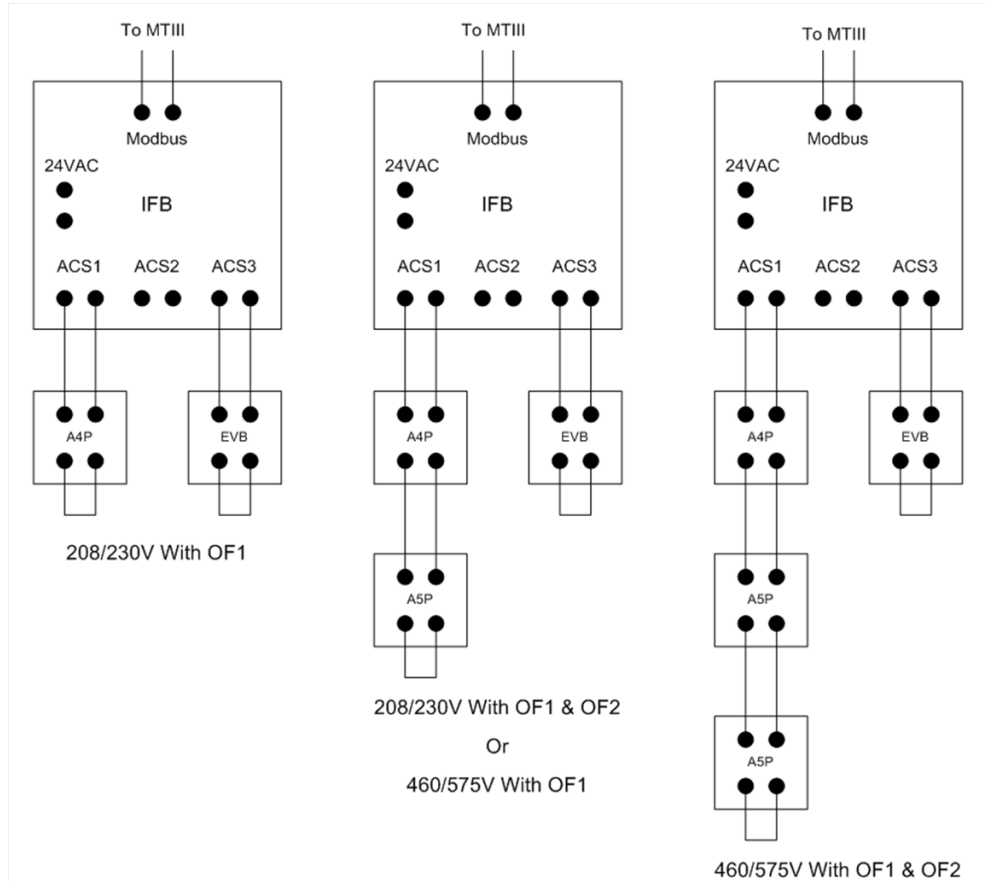 To MTIII
Modbus
24VAC
IFB
ACS1 ACS2 ACS3
A4P
EVB
208/230V With OF1
To MTIII
Modbus
24VAC
IFB
ACS1 ACS2 ACS3
A4P
EVB
A5P
208/230V With OF1 & OF2
Or
460/575V With OF1
To MTIII
Modbus
24VAC
IFB
ACS1 ACS2 ACS3
A4P
EVB
A5P
A5P
460/575V With OF1 & OF2